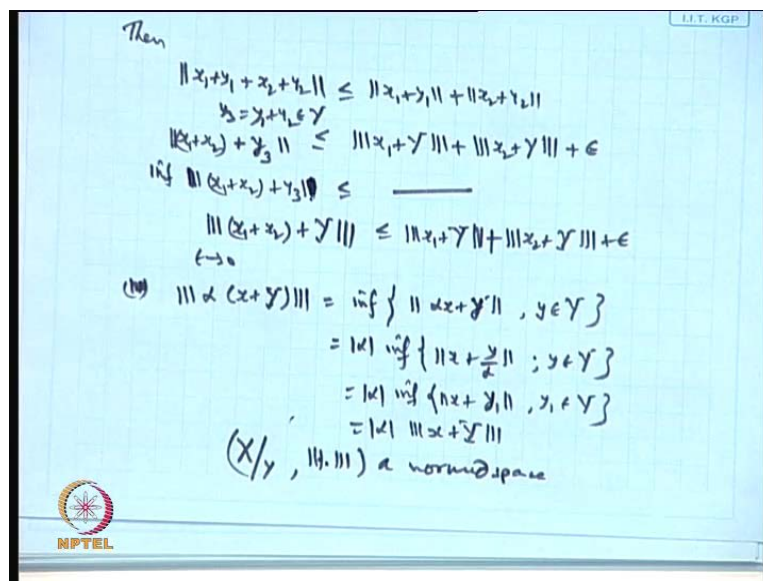 I.I.T. KGP
Then
||x₁+y₁+x₂+y₂|| ≤ ||x₁+y₁|| + ||x₂+y₂||
y₃=y₁+y₂∈Y
||(x₁+x₂)+y₃|| ≤ |||x₁+Y||| + |||x₂+Y||| + ϵ
inf |||(x₁+x₂)+y₃|| ≤ ———
|||(x₁+x₂)+Y||| ≤ |||x₁+Y|||+|||x₂+Y|||+ϵ
ϵ→0
|||α(x+Y)||| = inf{ ||αx+y||, y∈Y }
= |α| inf{ ||x+y/α|| ; y∈Y }
= |α| inf{ ||x+y₁||, y₁∈Y }
= |α| |||x+Y|||
(X/Y, |||.|||) a normed space
NPTEL